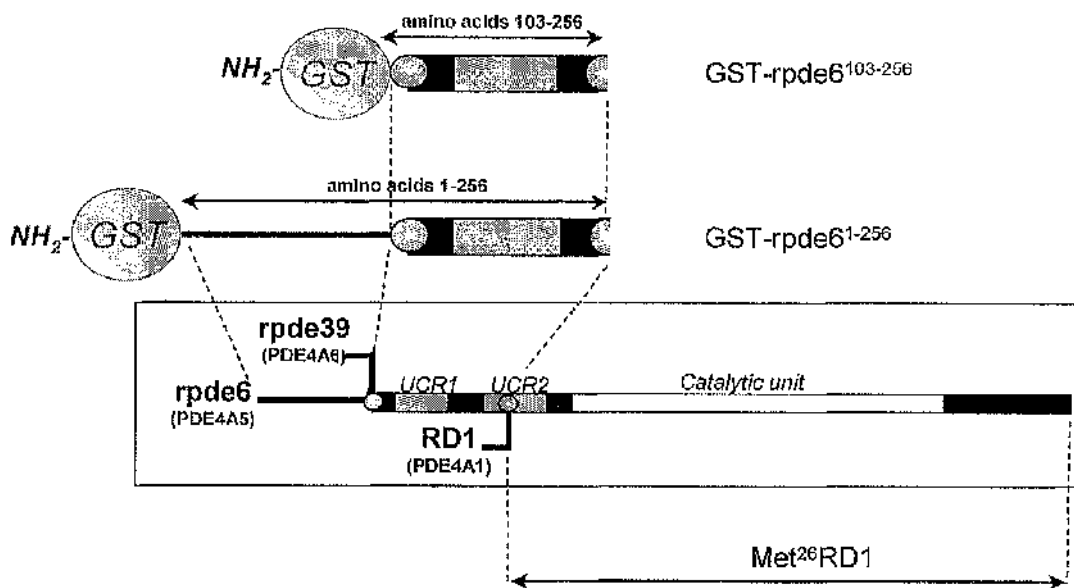 amino acids 103-256
NH2- GST
GST-rpde6103-256
amino acids 1-256
NH2- GST
GST-rpde61-256
rpde39
(PDE4A6)
rpde6
(PDE4A5)
UCR1 UCR2 Catalytic unit
RD1
(PDE4A1)
Met26RD1